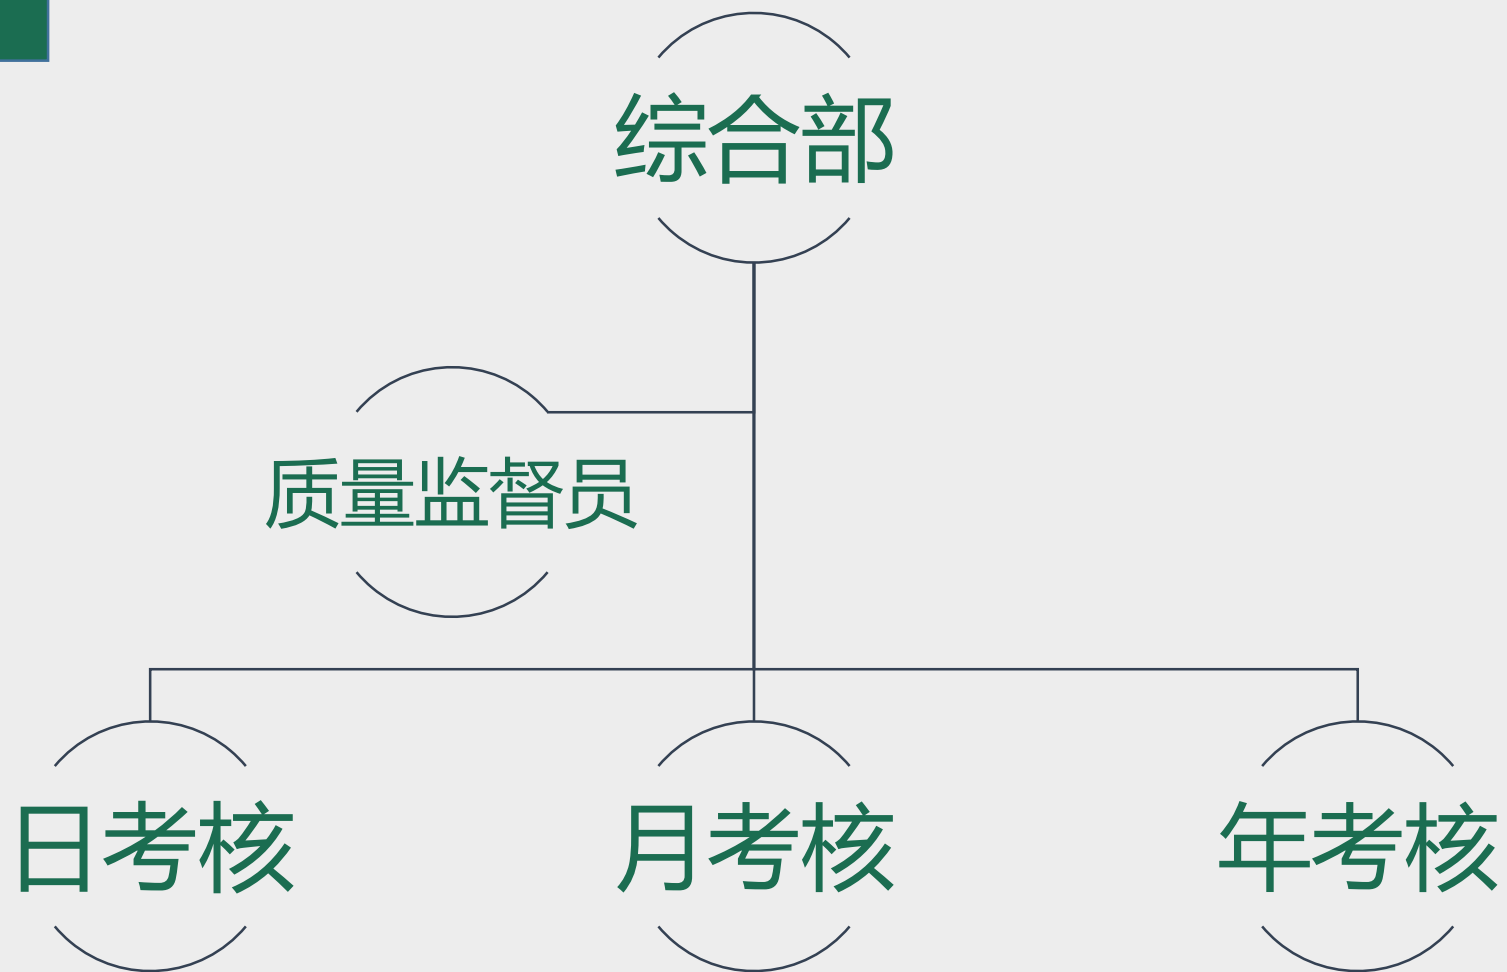 综合部
质量监督员
日考核
月考核
年考核